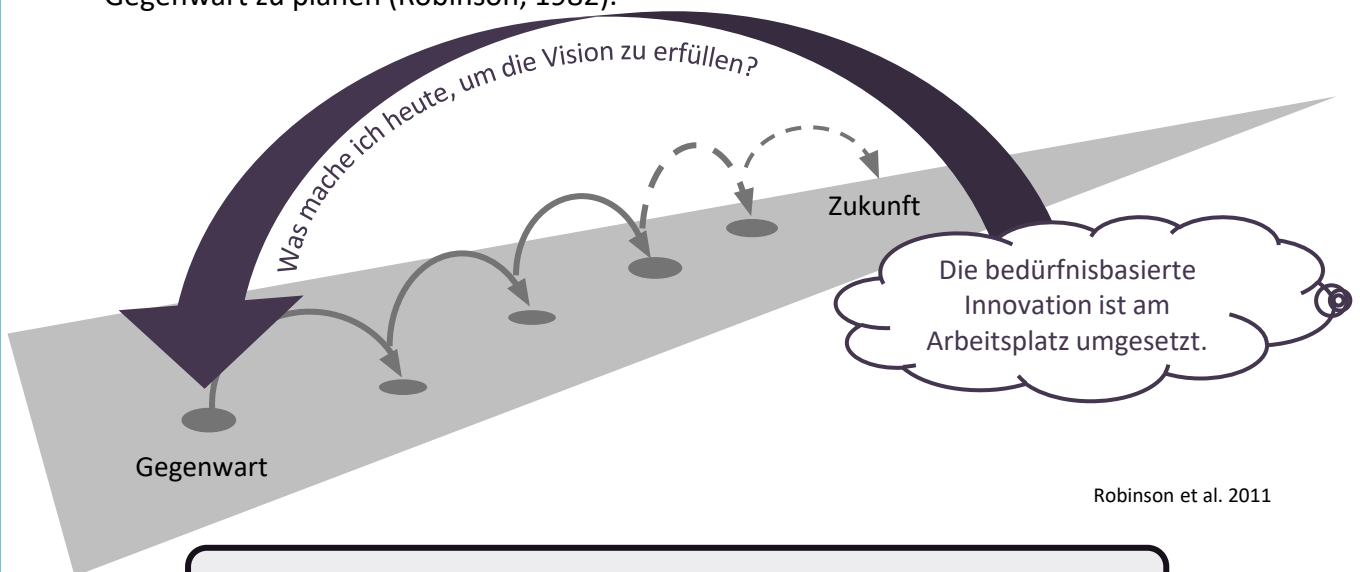 Gegenwart zu planen (Robinson, 1982).
Was mache ich heute, um die Vision zu erfüllen?
Zukunft
Die bedürfnisbasierte
Innovation ist am
Arbeitsplatz umgesetzt.
Gegenwart
Robinson et al. 2011